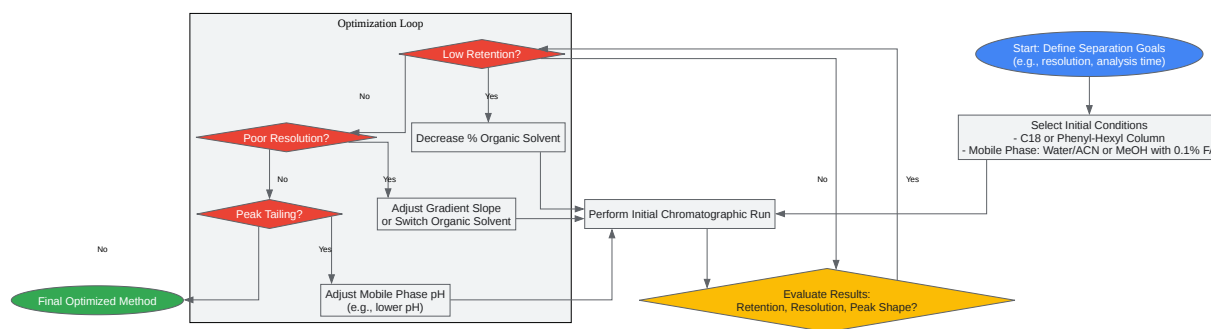 Optimization Loop
Low Retention?
Start: Define Separation Goals
(e.g., resolution, analysis time)
No
Yes
Select Initial Conditions
- C18 or Phenyl-Hexyl Column
- Mobile Phase: Water/ACN or MeOH with 0.1% FA
Poor Resolution?
Decrease % Organic Solvent
No
Yes
No
Yes
Peak Tailing?
Adjust Gradient Slope
or Switch Organic Solvent
Perform Initial Chromatographic Run
No
Yes
Final Optimized Method
Adjust Mobile Phase pH
(e.g., lower pH)
Evaluate Results:
Retention, Resolution, Peak Shape?